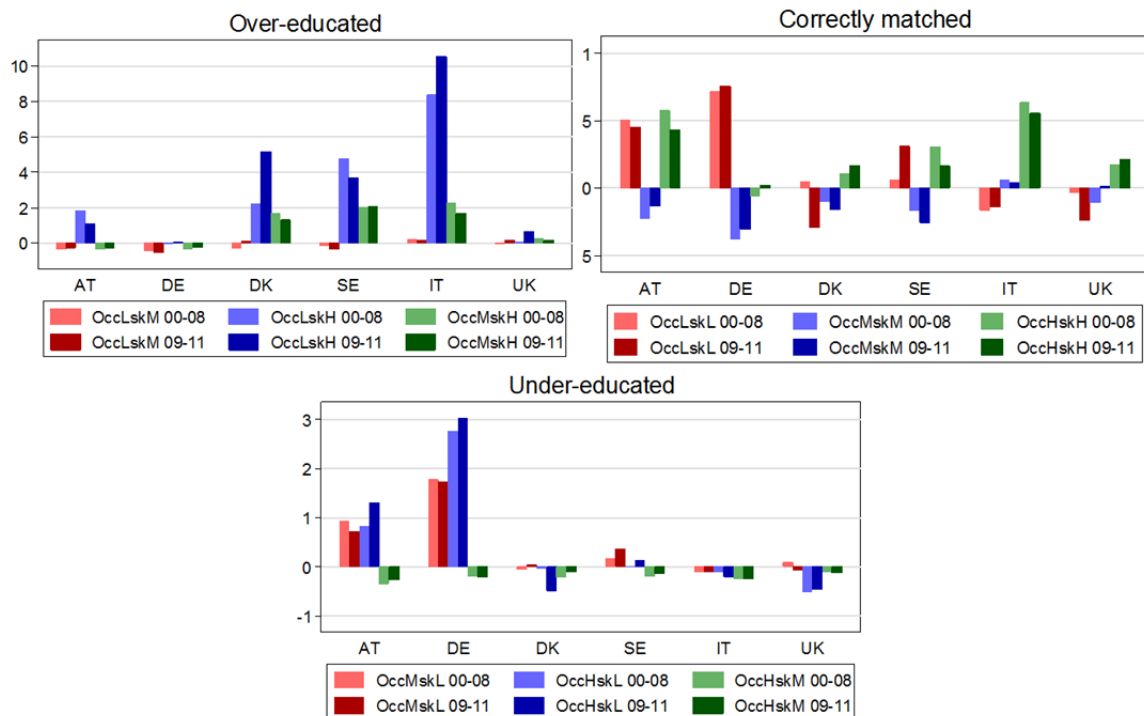 Over-educated
10
8
6
4
2
0
AT DE DK SE IT UK
OccLskM 00-08 OccLskH 00-08 OccMskH 00-08
OccLskM 09-11 OccLskH 09-11 OccMskH 09-11
Correctly matched
1
5
0
5
AT DE DK SE IT UK
OccLskL 00-08 OccMskM 00-08 OccHskH 00-08
OccLskL 09-11 OccMskM 09-11 OccHskH 09-11
Under-educated
3
2
1
0
-1
AT DE DK SE IT UK
OccMskL 00-08 OccHskL 00-08 OccHskM 00-08
OccMskL 09-11 OccHskL 09-11 OccHskM 09-11